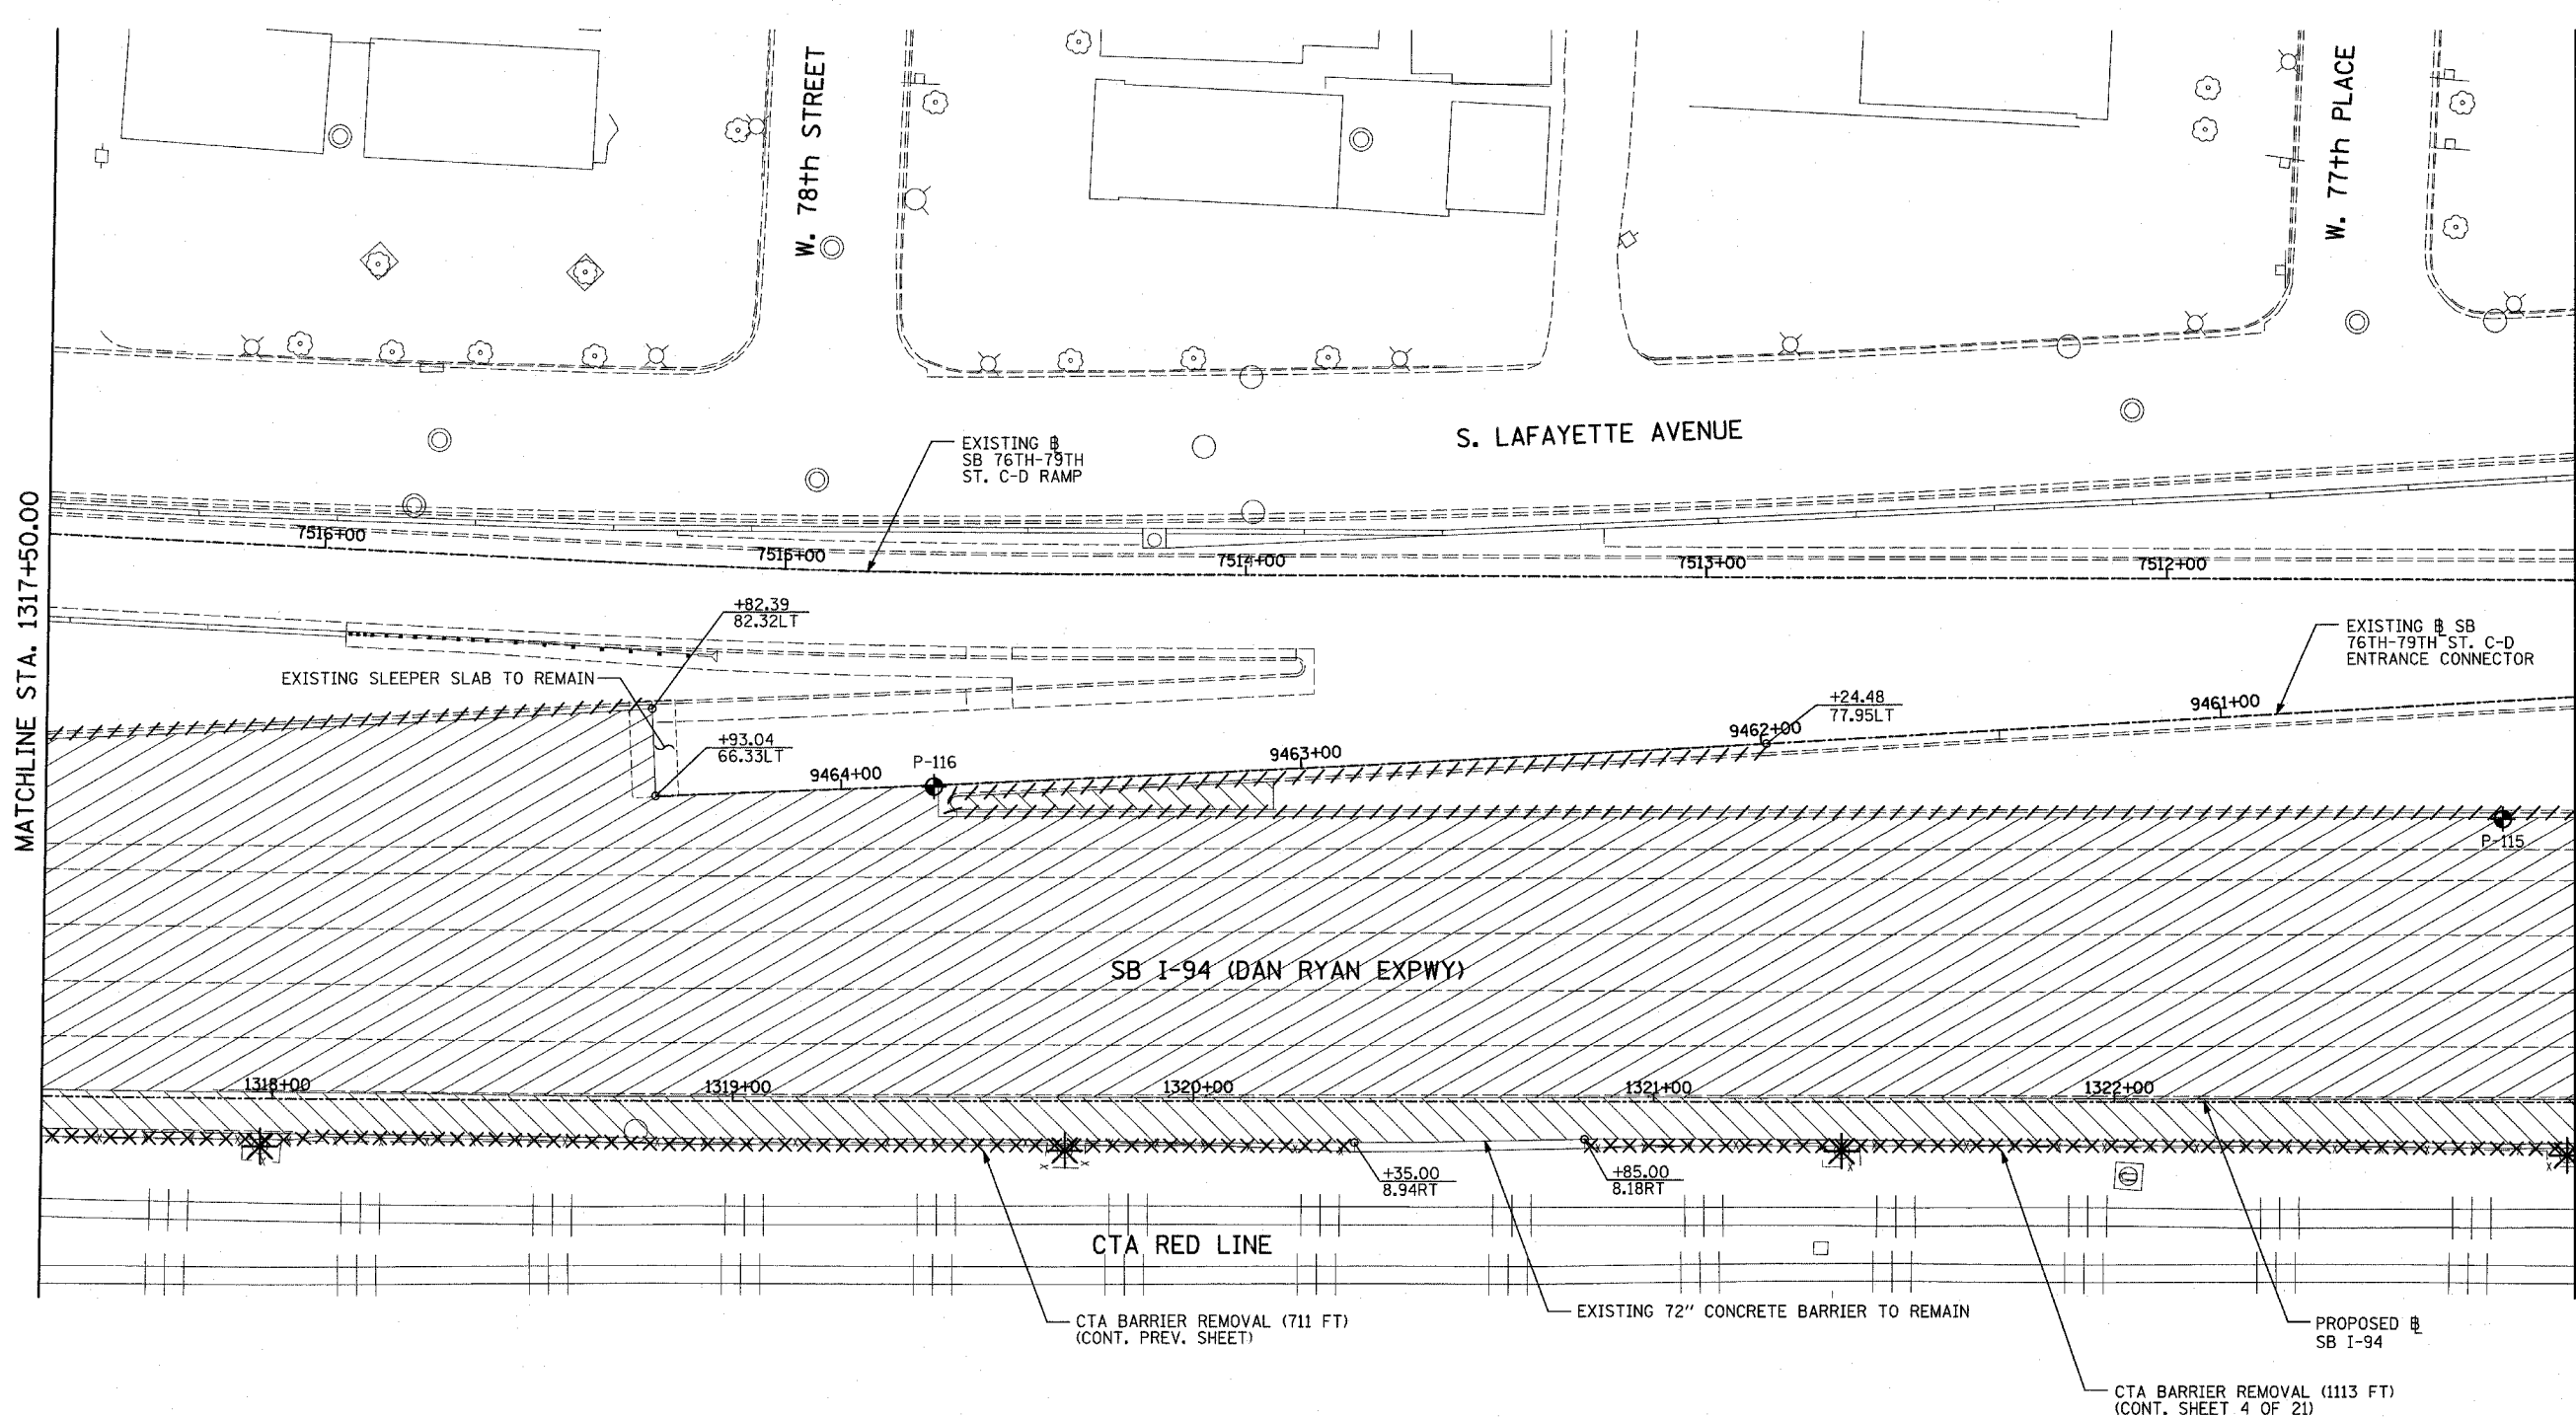 W. 78th STREET
W. 77th PLACE
S. LAFAYETTE AVENUE
EXISTING ℄
SB 76TH-79TH
ST. C-D RAMP
MATCHLINE STA. 1317+50.00
7516+00
7515+00
7514+00
7513+00
7512+00
+82.39
82.32LT
EXISTING SLEEPER SLAB TO REMAIN
EXISTING ℄ SB
76TH-79TH ST. C-D
ENTRANCE CONNECTOR
+24.48
77.95LT
9461+00
9462+00
+93.04
66.33LT
9463+00
9464+00
P-116
P-115
SB I-94 (DAN RYAN EXPWY)
1318+00
1319+00
1320+00
1321+00
1322+00
+35.00
8.94RT
+85.00
8.18RT
CTA RED LINE
EXISTING 72" CONCRETE BARRIER TO REMAIN
CTA BARRIER REMOVAL (711 FT)
(CONT. PREV. SHEET)
PROPOSED ℄
SB I-94
CTA BARRIER REMOVAL (1113 FT)
(CONT. SHEET 4 OF 21)